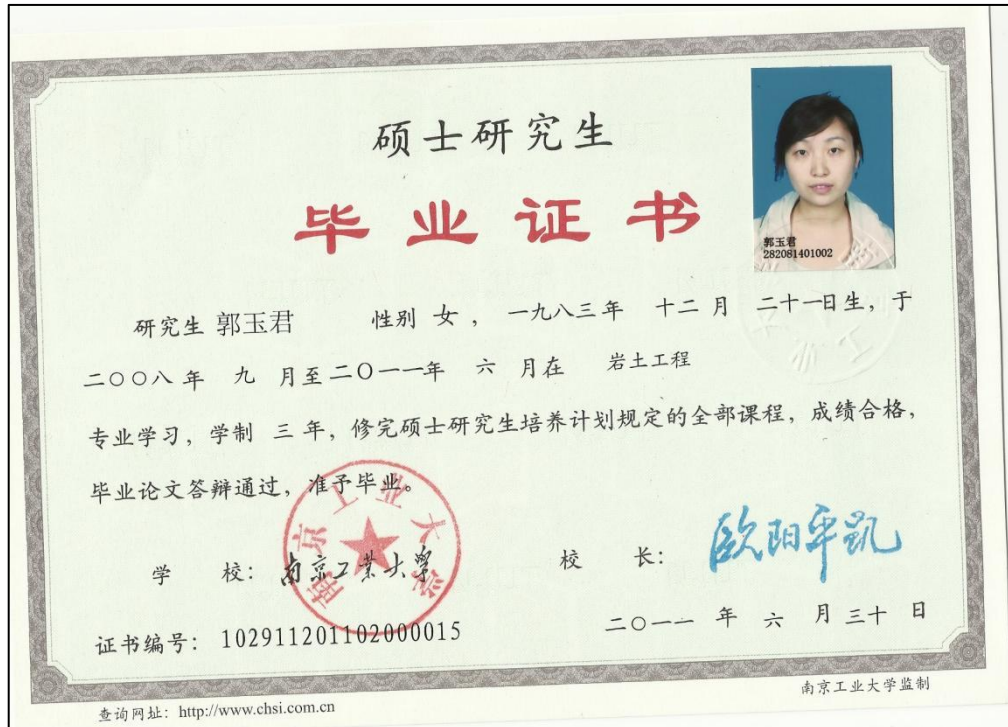 硕士研究生
毕业证书
郭玉君
282081401002
研究生 郭玉君 性别 女 ， 一九八三年 十二 月 二十一日生，于
二○○八 年 九 月至 二○一一年 六 月在 岩土工程
专业学习，学制 三 年，修完硕士研究生培养计划规定的全部课程，成绩合格，
毕业论文答辩通过，准予毕业。
南京工业大学
学 校：南京工业大学
校 长：欧阳平凯
证书编号：102911201102000015
二○一一 年 六 月 三十 日
南京工业大学监制
查询网址：http://www.chsi.com.cn